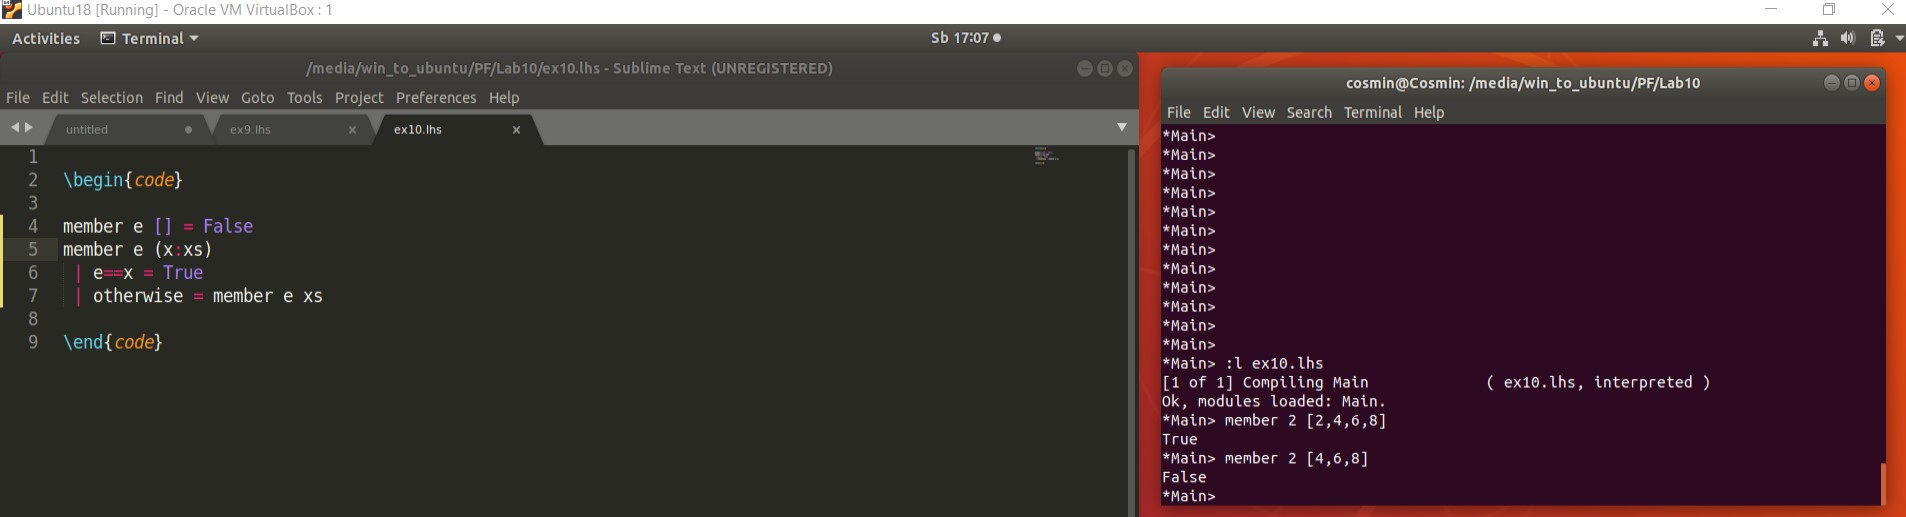 Ubuntu18 [Running] - Oracle VM VirtualBox : 1
Activities Terminal Sb 17:07
/media/win_to_ubuntu/PF/Lab10/ex10.lhs - Sublime Text (UNREGISTERED)
File Edit Selection Find View Goto Tools Project Preferences Help
untitled ex9.lhs ex10.lhs
1
2 \begin{code}
3
4 member e [] = False
5 member e (x:xs)
6 | e==x = True
7 | otherwise = member e xs
8
9 \end{code}
cosmin@Cosmin: /media/win_to_ubuntu/PF/Lab10
File Edit View Search Terminal Help
*Main>
*Main>
*Main>
*Main>
*Main>
*Main>
*Main>
*Main>
*Main>
*Main>
*Main>
*Main>
*Main> :l ex10.lhs
[1 of 1] Compiling Main ( ex10.lhs, interpreted )
Ok, modules loaded: Main.
*Main> member 2 [2,4,6,8]
True
*Main> member 2 [4,6,8]
False
*Main>